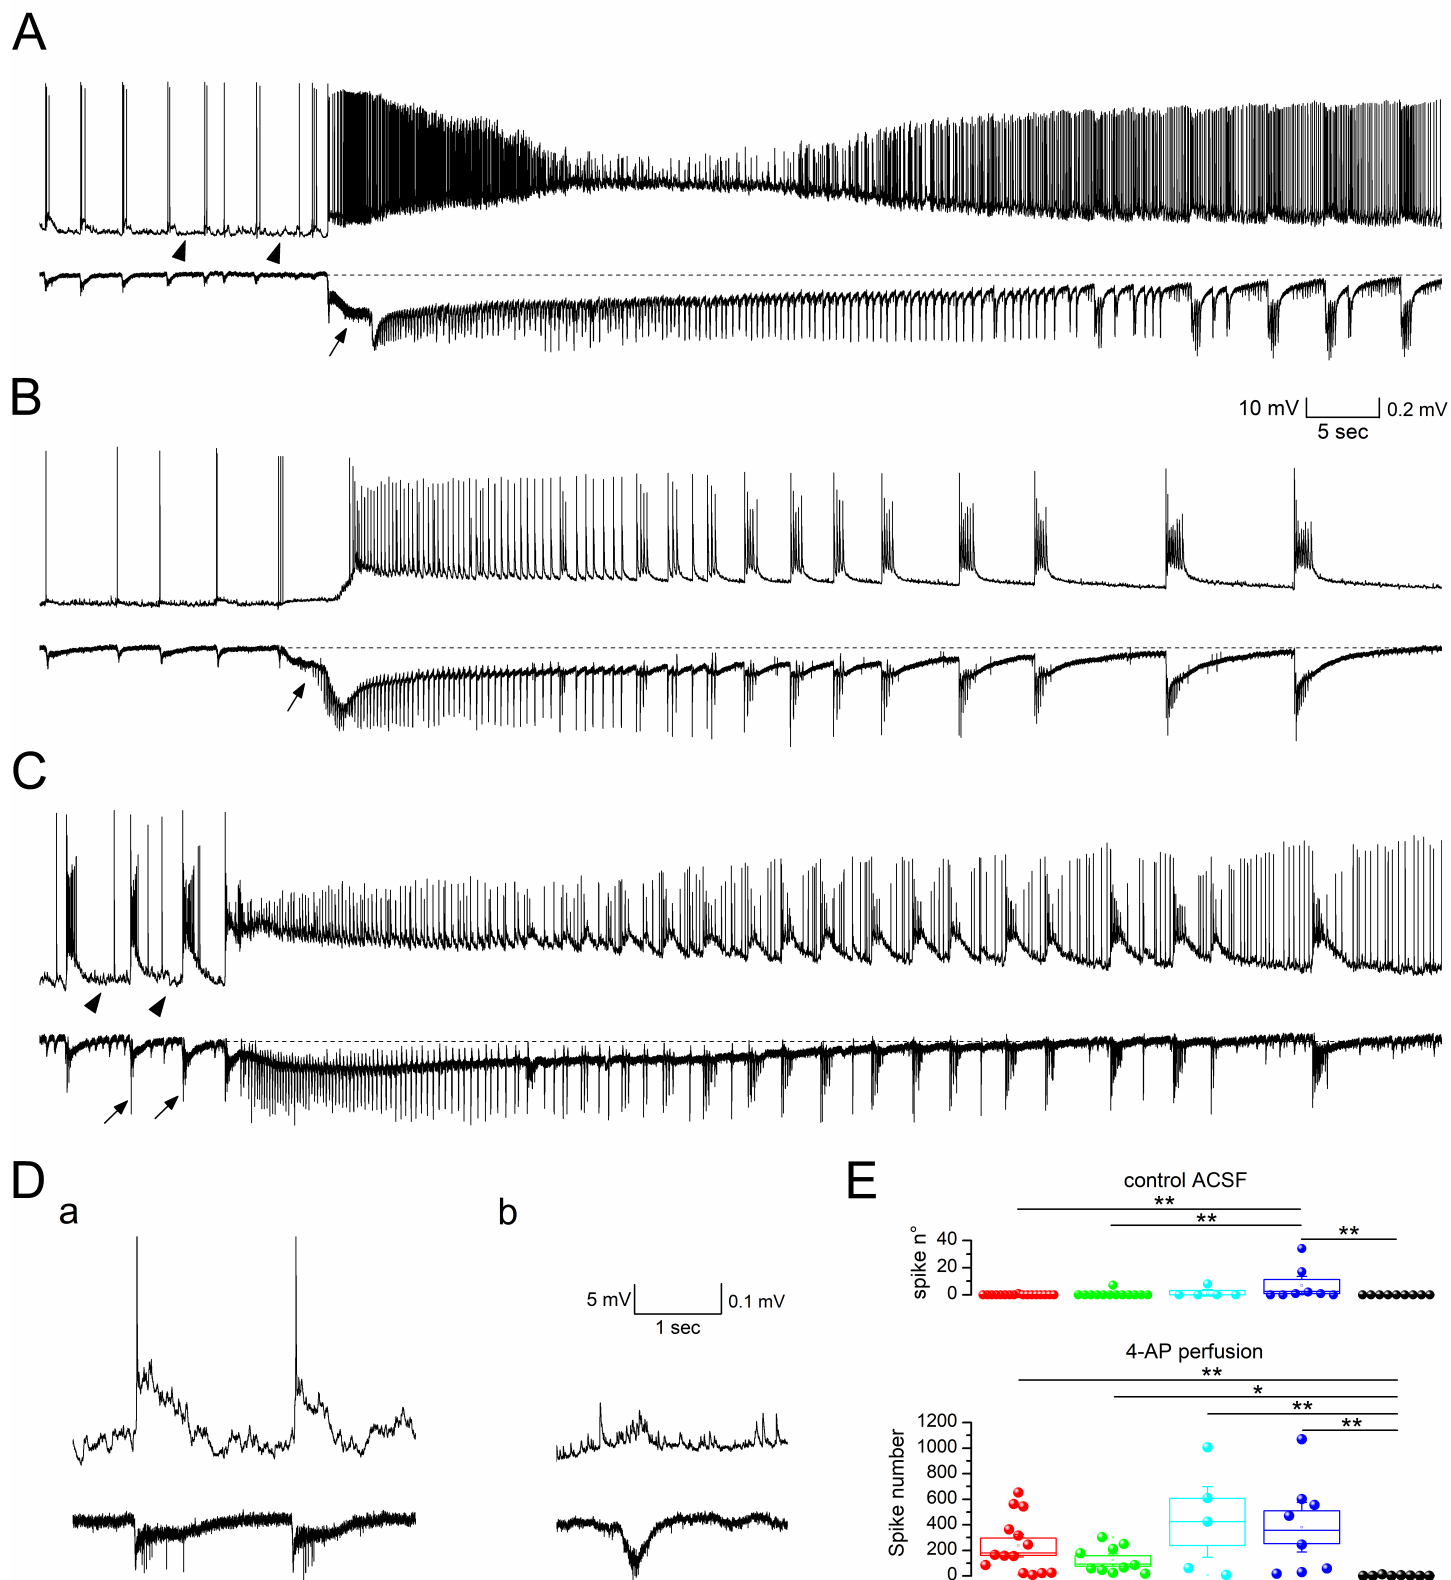 A
B
10 mV
0.2 mV
5 sec
C
D
a
b
5 mV
0.1 mV
1 sec
E
control ACSF
**
**
**
spike n°
40
20
0
4-AP perfusion
**
*
**
**
Spike number
1200
1000
800
600
400
200
0